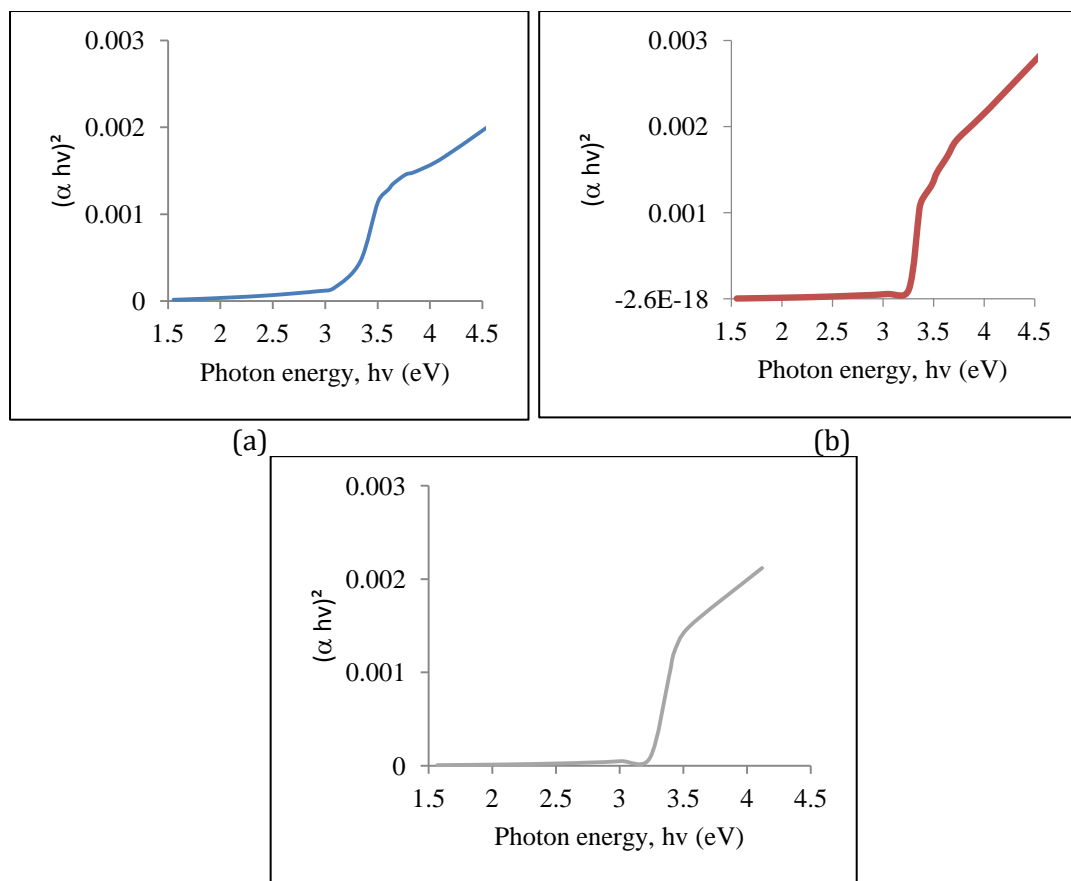 0.003
0.002
0.001
0
1.5 2 2.5 3 3.5 4 4.5
(α hν)²
Photon energy, hν (eV)
(a)
0.003
0.002
0.001
-2.6E-18
1.5 2 2.5 3 3.5 4 4.5
(α hν)²
Photon energy, hν (eV)
(b)
0.003
0.002
0.001
0
1.5 2 2.5 3 3.5 4 4.5
(α hν)²
Photon energy, hν (eV)